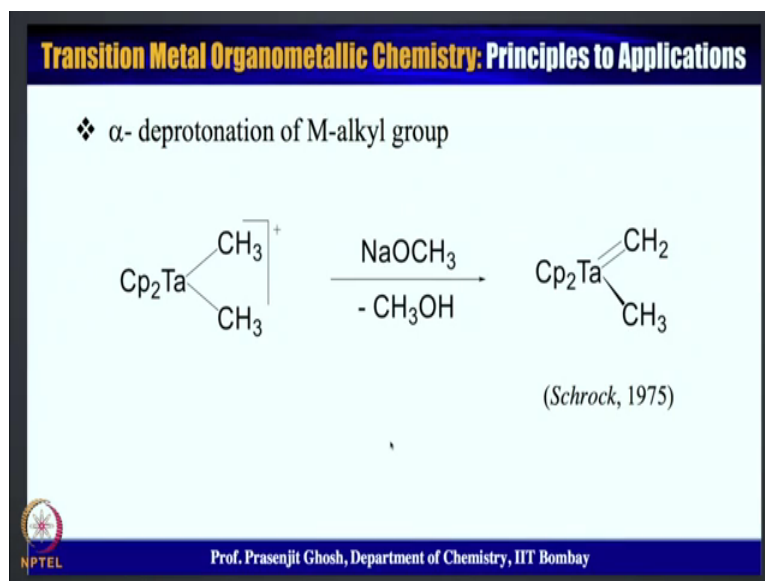 Transition Metal Organometallic Chemistry: Principles to Applications
❖ α- deprotonation of M-alkyl group
CH₃ +
Cp₂Ta
CH₃
NaOCH₃
- CH₃OH
CH₂
Cp₂Ta
CH₃
(Schrock, 1975)
NPTEL
Prof. Prasenjit Ghosh, Department of Chemistry, IIT Bombay